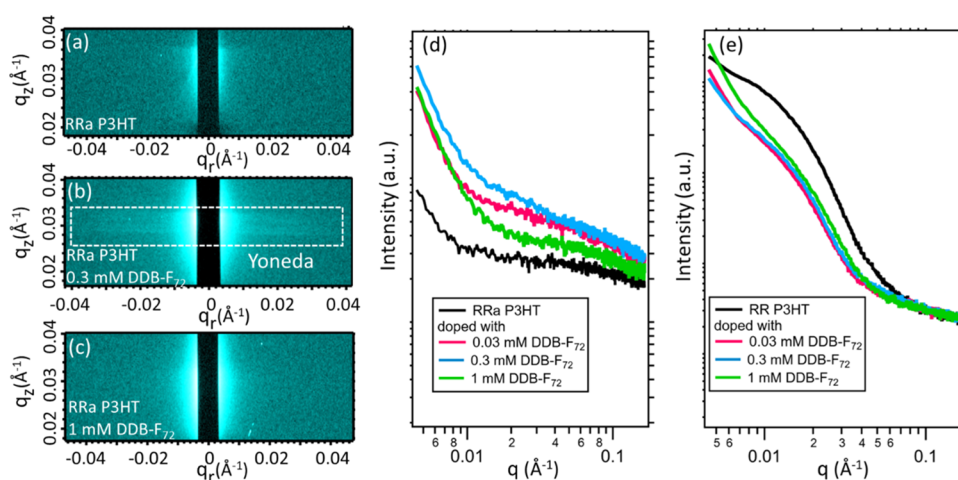 (a)
RRa P3HT
q_z(Å⁻¹)
0.04
0.03
0.02
-0.04 -0.02 0 0.02 0.04
q_r(Å⁻¹)
(b)
RRa P3HT
0.3 mM DDB-F₇₂
Yoneda
q_z(Å⁻¹)
0.04
0.03
0.02
-0.04 -0.02 0 0.02 0.04
q_r(Å⁻¹)
(c)
RRa P3HT
1 mM DDB-F₇₂
q_z(Å⁻¹)
0.04
0.03
0.02
-0.04 -0.02 0 0.02 0.04
q_r(Å⁻¹)
(d)
Intensity (a.u.)
RRa P3HT
doped with
0.03 mM DDB-F₇₂
0.3 mM DDB-F₇₂
1 mM DDB-F₇₂
6 8 2 4 6 8
0.01 0.1
q (Å⁻¹)
(e)
Intensity (a.u.)
RR P3HT
doped with
0.03 mM DDB-F₇₂
0.3 mM DDB-F₇₂
1 mM DDB-F₇₂
5 6 8 2 3 4 5 6 8
0.01 0.1
q (Å⁻¹)